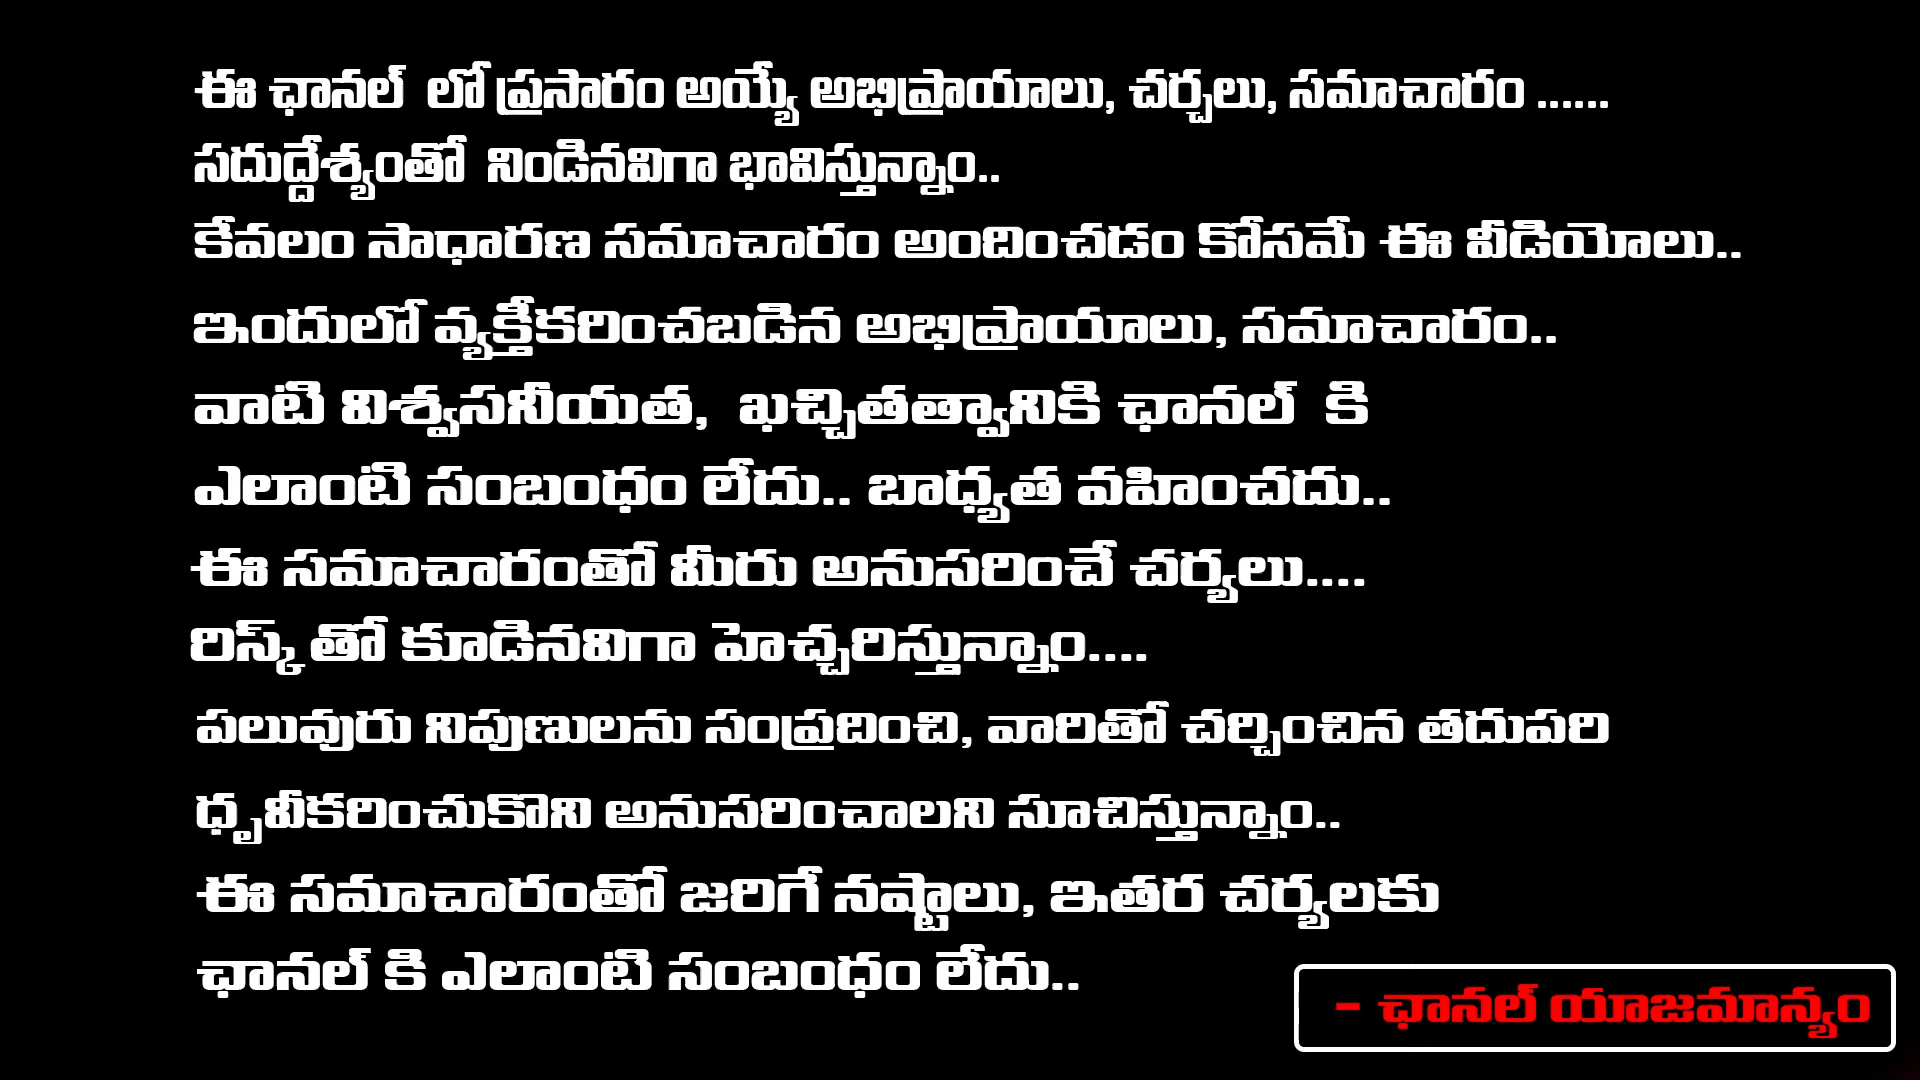 ఈ ఛానల్ లో ప్రసారం అయ్యే అభిప్రాయాలు, చర్చలు, సమాచారం ......
సదుద్దేశ్యంతో నిండినవిగా భావిస్తున్నాం..
కేవలం సాధారణ సమాచారం అందించడం కోసమే ఈ వీడియోలు..
ఇందులో వ్యక్తీకరించబడిన అభిప్రాయాలు, సమాచారం..
వాటి విశ్వసనీయత, ఖచ్చితత్వానికి ఛానల్ కి
ఎలాంటి సంబంధం లేదు.. బాధ్యత వహించదు..
ఈ సమాచారంతో మీరు అనుసరించే చర్యలు....
రిస్క్ తో కూడినవిగా హెచ్చరిస్తున్నాం....
పలువురు నిపుణులను సంప్రదించి, వారితో చర్చించిన తదుపరి
ధృవీకరించుకొని అనుసరించాలని సూచిస్తున్నాం..
ఈ సమాచారంతో జరిగే నష్టాలు, ఇతర చర్యలకు
ఛానల్ కి ఎలాంటి సంబంధం లేదు..
- ఛానల్ యాజమాన్యం